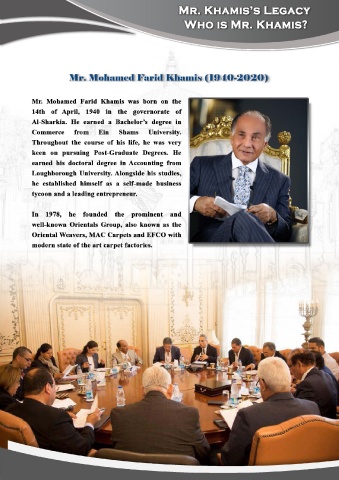 Mr. Khamis's Legacy
Who is Mr. Khamis?
Mr. Mohamed Farid Khamis (1940-2020)
Mr. Mohamed Farid Khamis was born on the
14th of April, 1940 in the governorate of
Al-Sharkia. He earned a Bachelor's degree in
Commerce from Ein Shams University.
Throughout the course of his life, he was very
keen on pursuing Post-Graduate Degrees. He
earned his doctoral degree in Accounting from
Loughborough University. Alongside his studies,
he established himself as a self-made business
tycoon and a leading entrepreneur.
In 1978, he founded the prominent and
well-known Orientals Group, also known as the
Oriental Weavers, MAC Carpets and EFCO with
modern state of the art carpet factories.